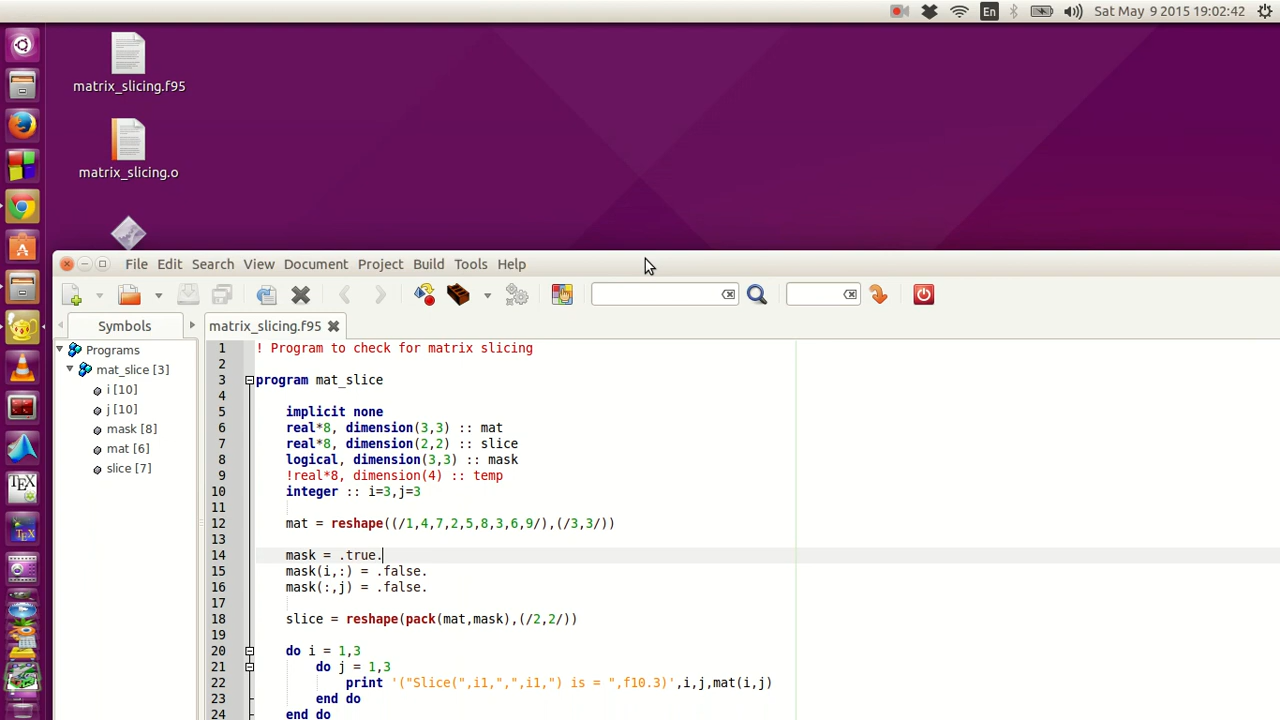 En
Sat May 9 2015 19:02:42
matrix_slicing.f95
matrix_slicing.o
File Edit Search View Document Project Build Tools Help
Symbols
matrix_slicing.f95
Programs
mat_slice [3]
i [10]
j [10]
mask [8]
mat [6]
slice [7]
TEX
TEX
1 ! Program to check for matrix slicing
2
3 program mat_slice
4
5 implicit none
6 real*8, dimension(3,3) :: mat
7 real*8, dimension(2,2) :: slice
8 logical, dimension(3,3) :: mask
9 !real*8, dimension(4) :: temp
10 integer :: i=3,j=3
11
12 mat = reshape((/1,4,7,2,5,8,3,6,9/),(/3,3/))
13
14 mask = .true.
15 mask(i,:) = .false.
16 mask(:,j) = .false.
17
18 slice = reshape(pack(mat,mask),(/2,2/))
19
20 do i = 1,3
21 do j = 1,3
22 print '("Slice(",i1,",",i1,") is = ",f10.3)',i,j,mat(i,j)
23 end do
24 end do